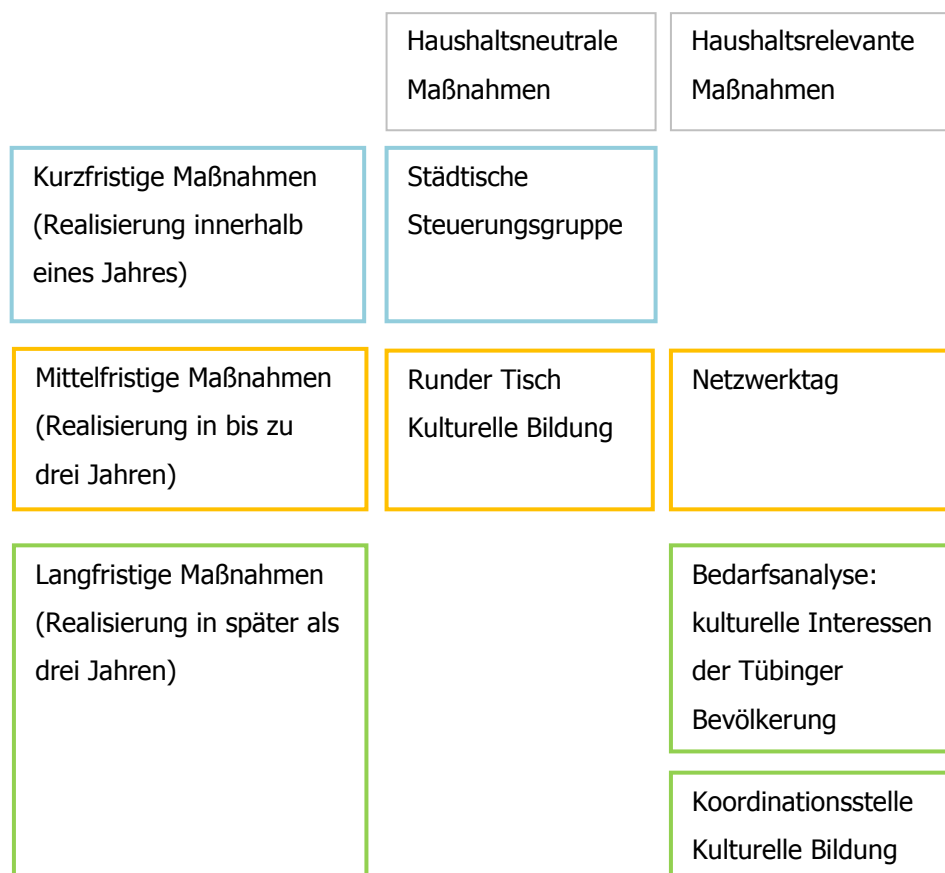 Haushaltsneutrale
Maßnahmen
Haushaltsrelevante
Maßnahmen
Kurzfristige Maßnahmen
(Realisierung innerhalb
eines Jahres)
Städtische
Steuerungsgruppe
Mittelfristige Maßnahmen
(Realisierung in bis zu
drei Jahren)
Runder Tisch
Kulturelle Bildung
Netzwerktag
Langfristige Maßnahmen
(Realisierung in später als
drei Jahren)
Bedarfsanalyse:
kulturelle Interessen
der Tübinger
Bevölkerung
Koordinationsstelle
Kulturelle Bildung